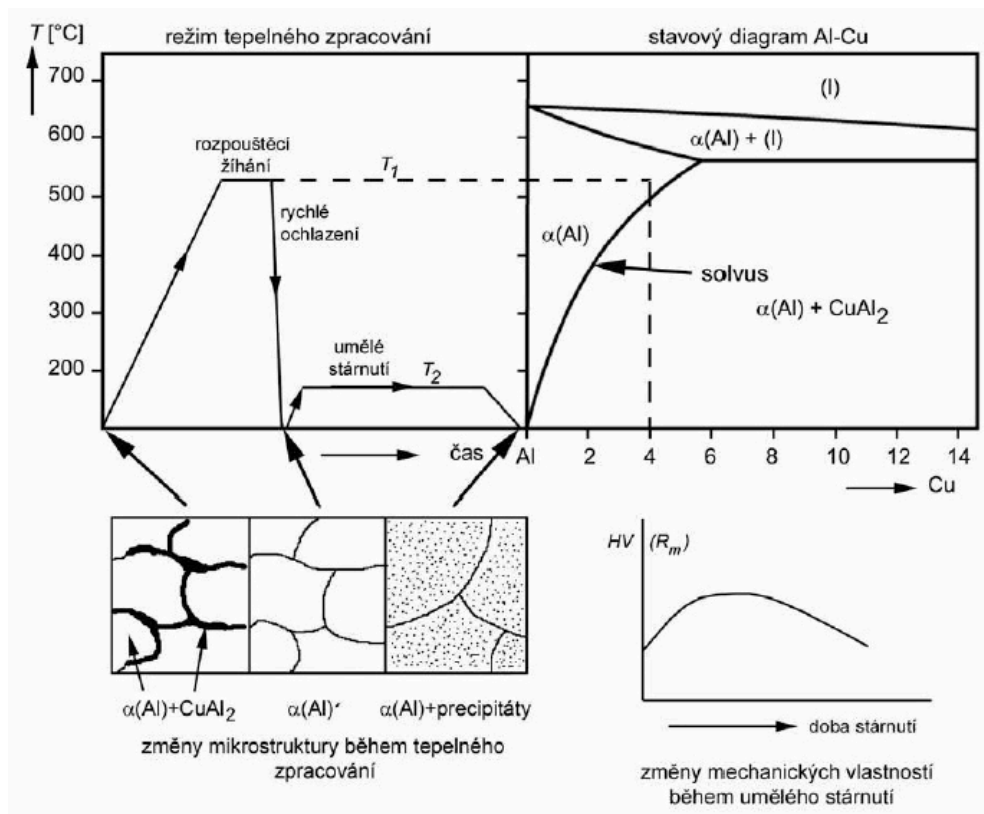 T [°C]
režim tepelného zpracování
stavový diagram Al-Cu
700
600
500
400
300
200
rozpouštěcí
žíhání
T1
rychlé
ochlazení
umělé
stárnutí
T2
čas
(l)
α(Al) + (l)
α(Al)
solvus
α(Al) + CuAl2
Al 2 4 6 8 10 12 14
Cu
α(Al)+CuAl2
α(Al)´
α(Al)+precipitáty
změny mikrostruktury během tepelného
zpracování
HV (Rm)
doba stárnutí
změny mechanických vlastností
během umělého stárnutí